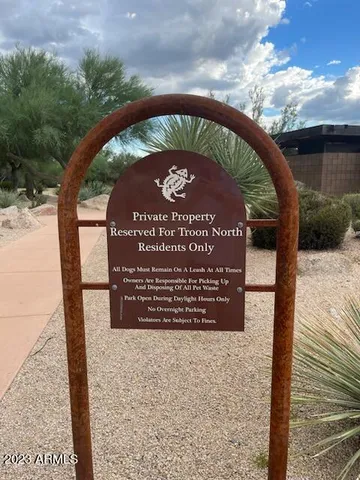 Private Property
Reserved For Troon North
Residents Only
All Dogs Must Remain On A Leash At All Times
Owners Are Responsible For Picking Up
And Disposing Of All Pet Waste
Park Open During Daylight Hours Only
No Overnight Parking
Violators Are Subject To Fines.
2023 ARMLS